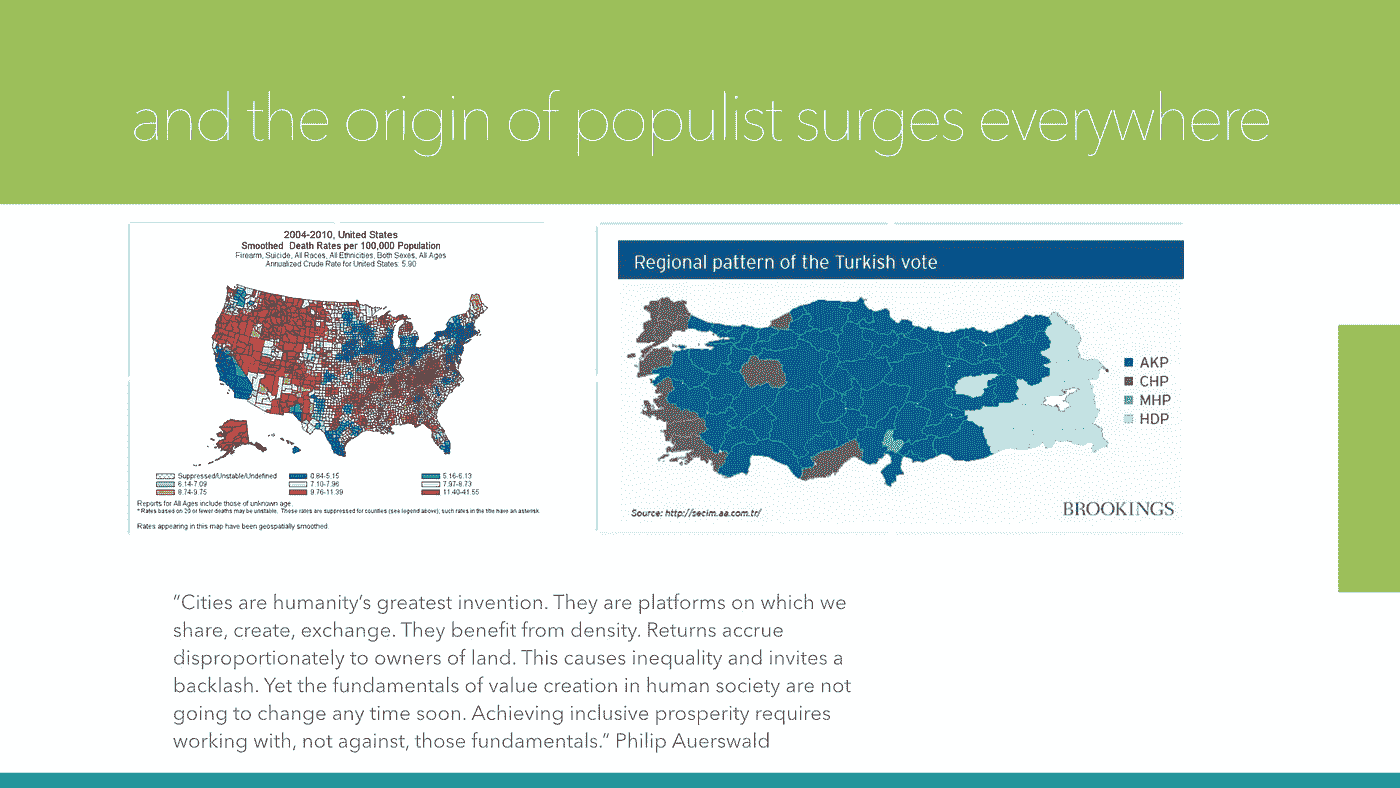 and the origin of populist surges everywhere
2004-2010, United States
Smoothed Death Rates per 100,000 Population
Firearm, Suicide, All Races, All Ethnicities, Both Sexes, All Ages
Annualized Crude Rate for United States: 5.90
Suppressed/Unstable/Undefined 0.84-5.15 5.16-6.13
6.14-7.09 7.10-7.96 7.97-8.73
8.74-9.75 9.76-11.39 11.40-41.55
Reports for All Ages include those of unknown age.
* Rates based on 20 or fewer deaths may be unstable. These rates are suppressed for counties (see legend above); such rates in the title have an asterisk.
Rates appearing in this map have been geospatially smoothed.
Regional pattern of the Turkish vote
AKP
CHP
MHP
HDP
Source: http://secim.aa.com.tr/
BROOKINGS
“Cities are humanity’s greatest invention. They are platforms on which we
share, create, exchange. They benefit from density. Returns accrue
disproportionately to owners of land. This causes inequality and invites a
backlash. Yet the fundamentals of value creation in human society are not
going to change any time soon. Achieving inclusive prosperity requires
working with, not against, those fundamentals.” Philip Auerswald